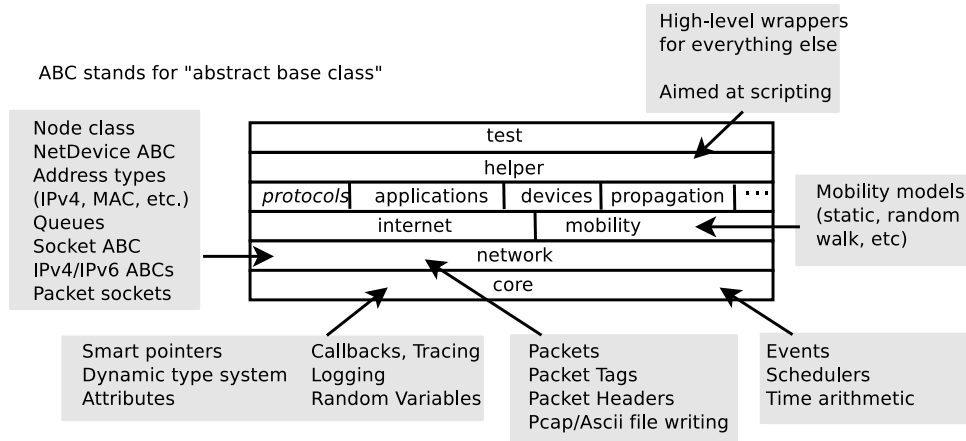 High-level wrappers
for everything else
Aimed at scripting
ABC stands for "abstract base class"
Node class
NetDevice ABC
Address types
(IPv4, MAC, etc.)
Queues
Socket ABC
IPv4/IPv6 ABCs
Packet sockets
test
helper
protocols applications devices propagation ...
internet mobility
network
core
Mobility models
(static, random
walk, etc)
Smart pointers
Dynamic type system
Attributes
Callbacks, Tracing
Logging
Random Variables
Packets
Packet Tags
Packet Headers
Pcap/Ascii file writing
Events
Schedulers
Time arithmetic